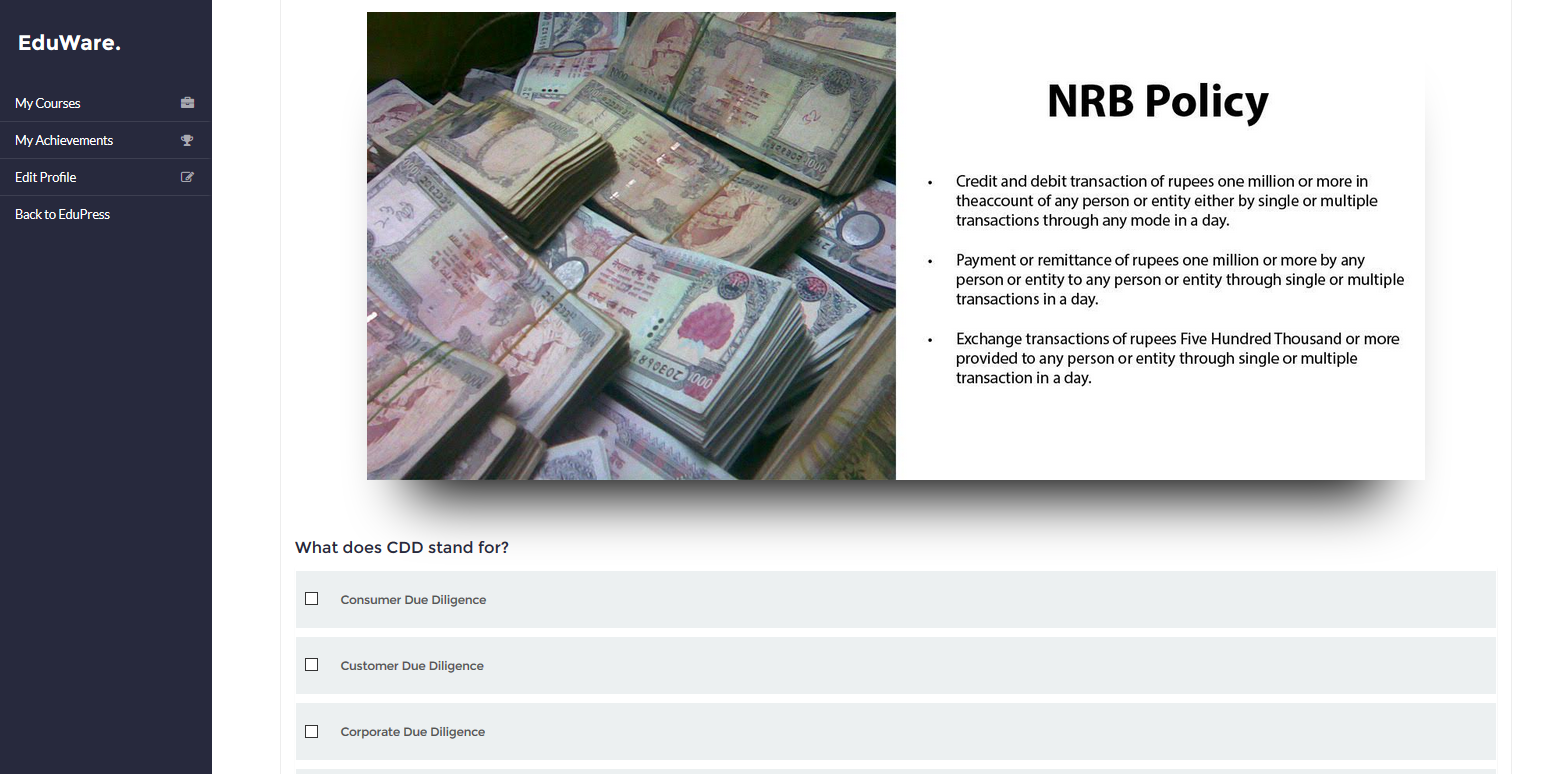 EduWare.
My Courses
My Achievements
Edit Profile
Back to EduPress
NRB Policy
• Credit and debit transaction of rupees one million or more in
theaccount of any person or entity either by single or multiple
transactions through any mode in a day.
• Payment or remittance of rupees one million or more by any
person or entity to any person or entity through single or multiple
transactions in a day.
• Exchange transactions of rupees Five Hundred Thousand or more
provided to any person or entity through single or multiple
transaction in a day.
What does CDD stand for?
Consumer Due Diligence
Customer Due Diligence
Corporate Due Diligence
1000